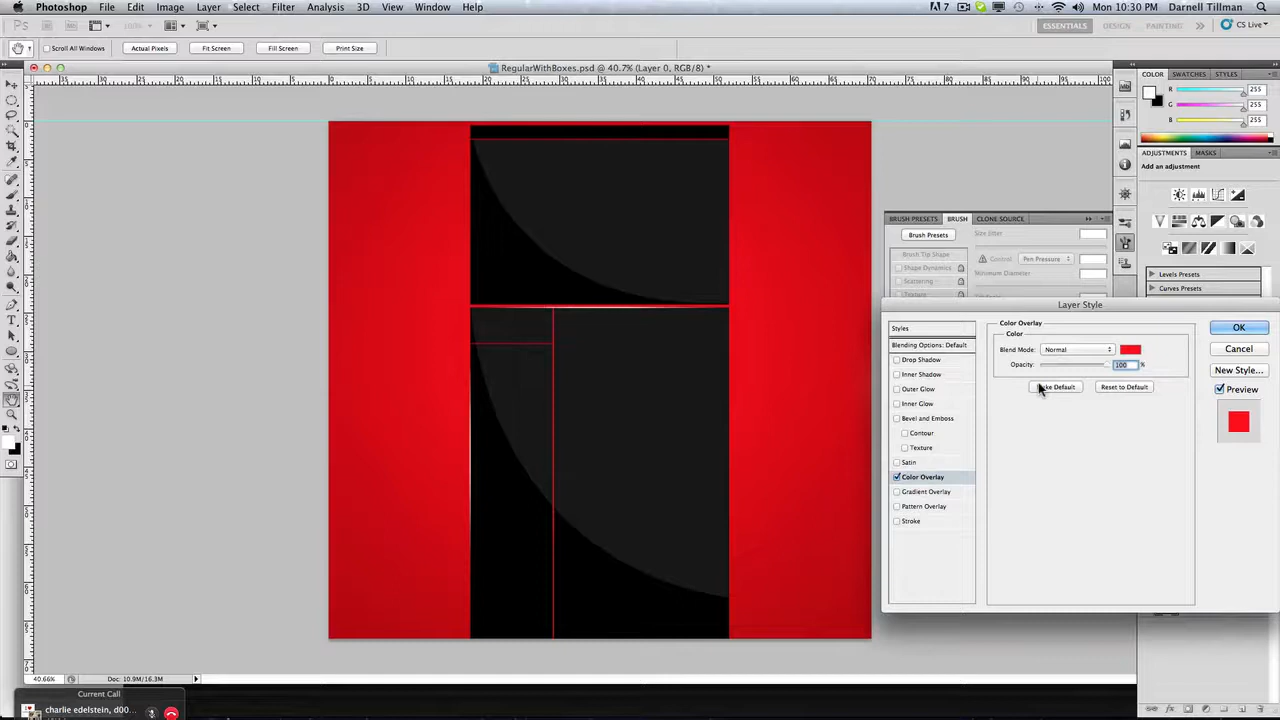 Photoshop File Edit Image Layer Select Filter Analysis 3D View Window Help 7 Mon 10:30 PM Darnell Tillman
Ps ESSENTIALS DESIGN PAINTING CS Live
Scroll All Windows Actual Pixels Fit Screen Fill Screen Print Size
RegularWithBoxes.psd @ 40.7% (Layer 0, RGB/8) *
COLOR SWATCHES STYLES
R 255
G 255
B 255
ADJUSTMENTS MASKS
Add an adjustment
BRUSH PRESETS BRUSH CLONE SOURCE
Brush Presets Size Jitter
Brush Tip Shape Control: Pen Pressure
Shape Dynamics Minimum Diameter
Scattering
Texture
Levels Presets
Curves Presets
Layer Style
Styles
Blending Options: Default
Drop Shadow
Inner Shadow
Outer Glow
Inner Glow
Bevel and Emboss
Contour
Texture
Satin
Color Overlay
Gradient Overlay
Pattern Overlay
Stroke
Color Overlay
Color
Blend Mode: Normal
Opacity: 100 %
Reset to Default
OK
Cancel
New Style...
Preview
40.66% Doc: 10.9M/16.3M
Current Call
charlie edelstein, d00...